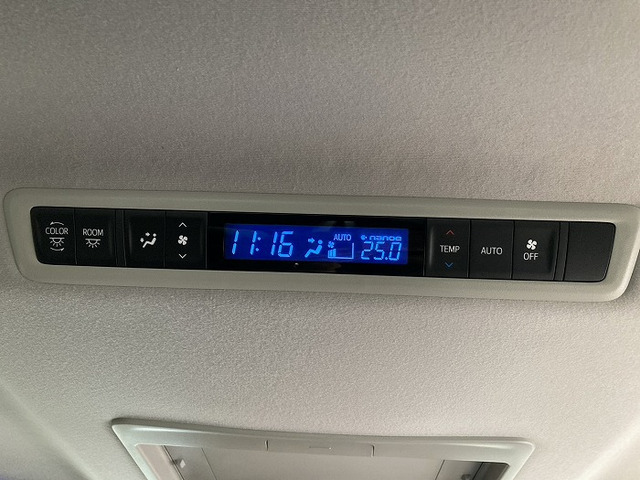 COLOR
ROOM
11:16
AUTO
nanoe
25.0
TEMP
AUTO
OFF